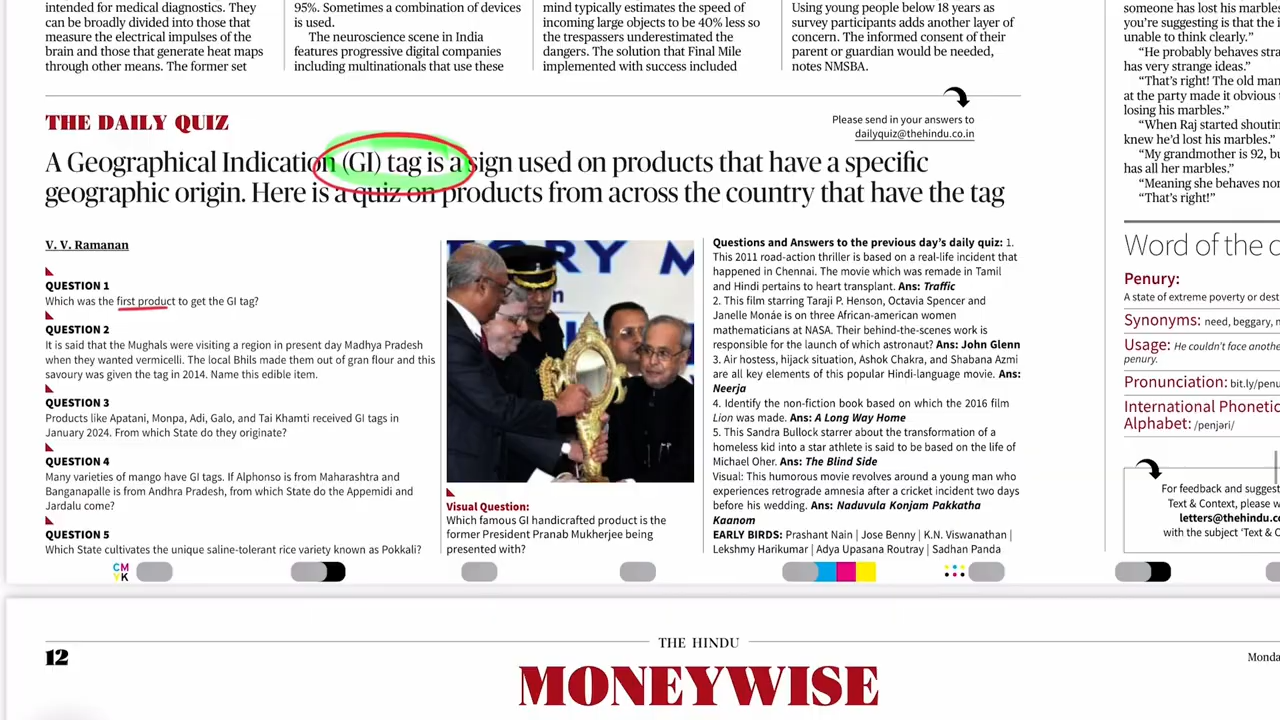 intended for medical diagnostics. They
can be broadly divided into those that
measure the electrical impulses of the
brain and those that generate heat maps
through other means. The former set
95%. Sometimes a combination of devices
is used.
The neuroscience scene in India
features progressive digital companies
including multinationals that use these
mind typically estimates the speed of
incoming large objects to be 40% less so
the trespassers underestimated the
dangers. The solution that Final Mile
implemented with success included
Using young people below 18 years as
survey participants adds another layer of
concern. The informed consent of their
parent or guardian would be needed,
notes NMSBA.
THE DAILY QUIZ
Please send in your answers to
dailyquiz@thehindu.co.in
A Geographical Indication (GI) tag is a sign used on products that have a specific
geographic origin. Here is a quiz on products from across the country that have the tag
V. V. Ramanan
QUESTION 1
Which was the first product to get the GI tag?
QUESTION 2
It is said that the Mughals were visiting a region in present day Madhya Pradesh
when they wanted vermicelli. The local Bhils made them out of gran flour and this
savoury was given the tag in 2014. Name this edible item.
QUESTION 3
Products like Apatani, Monpa, Adi, Galo, and Tai Khamti received GI tags in
January 2024. From which State do they originate?
QUESTION 4
Many varieties of mango have GI tags. If Alphonso is from Maharashtra and
Banganapalle is from Andhra Pradesh, from which State do the Appemidi and
Jardalu come?
QUESTION 5
Which State cultivates the unique saline-tolerant rice variety known as Pokkali?
ORY M
n
Visual Question:
Which famous GI handicrafted product is the
former President Pranab Mukherjee being
presented with?
Questions and Answers to the previous day's daily quiz: 1.
This 2011 road-action thriller is based on a real-life incident that
happened in Chennai. The movie which was remade in Tamil
and Hindi pertains to heart transplant. Ans: Traffic
2. This film starring Taraji P. Henson, Octavia Spencer and
Janelle Monáe is on three African-american women
mathematicians at NASA. Their behind-the-scenes work is
responsible for the launch of which astronaut? Ans: John Glenn
3. Air hostess, hijack situation, Ashok Chakra, and Shabana Azmi
are all key elements of this popular Hindi-language movie. Ans:
Neerja
4. Identify the non-fiction book based on which the 2016 film
Lion was made. Ans: A Long Way Home
5. This Sandra Bullock starrer about the transformation of a
homeless kid into a star athlete is said to be based on the life of
Michael Oher. Ans: The Blind Side
Visual: This humorous movie revolves around a young man who
experiences retrograde amnesia after a cricket incident two days
before his wedding. Ans: Naduvula Konjam Pakkatha
Kaanom
EARLY BIRDS: Prashant Nain | Jose Benny | K.N. Viswanathan |
Lekshmy Harikumar | Adya Upasana Routray | Sadhan Panda
someone has lost his marbles
you're suggesting is that the
unable to think clearly."
"He probably behaves stra
has very strange ideas."
"That's right! The old man
at the party made it obvious
losing his marbles."
"When Raj started shoutin
knew he'd lost his marbles."
"My grandmother is 92, bu
has all her marbles."
"Meaning she behaves nor
"That's right!"
Word of the d
Penury:
A state of extreme poverty or dest
Synonyms: need, beggary,
Usage: He couldn't face anothe
penury.
Pronunciation: bit.ly/penu
International Phonetic
Alphabet: /penjəri/
For feedback and suggest
Text & Context, please w
letters@thehindu.co
with the subject 'Text & C
CM
YK
12
THE HINDU
Monda
MONEYWISE